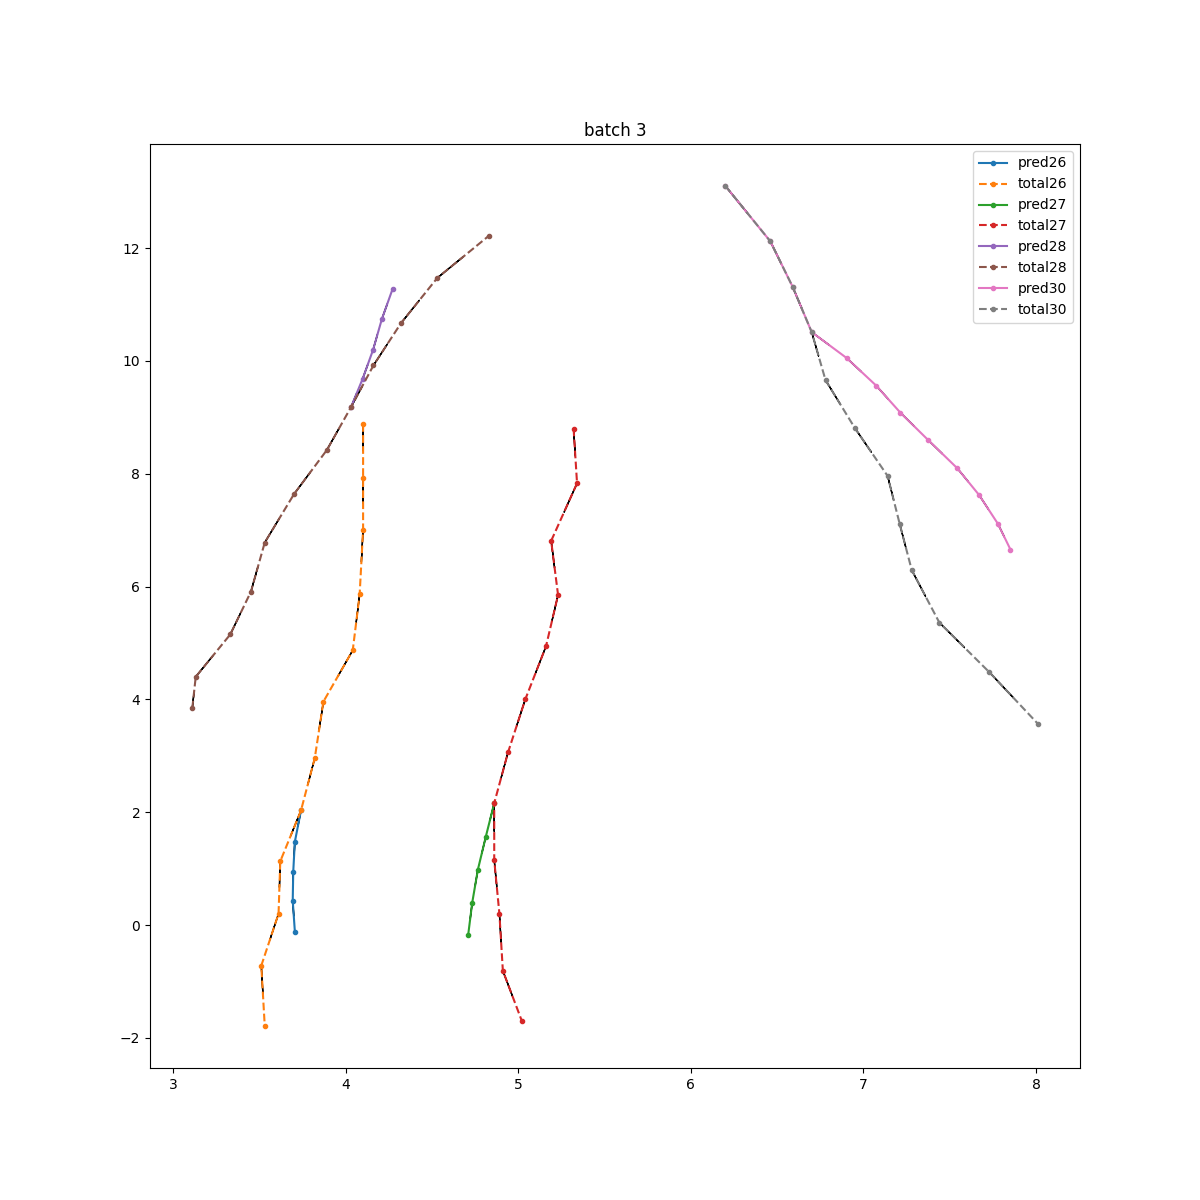 batch 3
pred26
total26
pred27
total27
pred28
total28
pred30
total30
12
10
8
6
4
2
0
−2
3 4 5 6 7 8